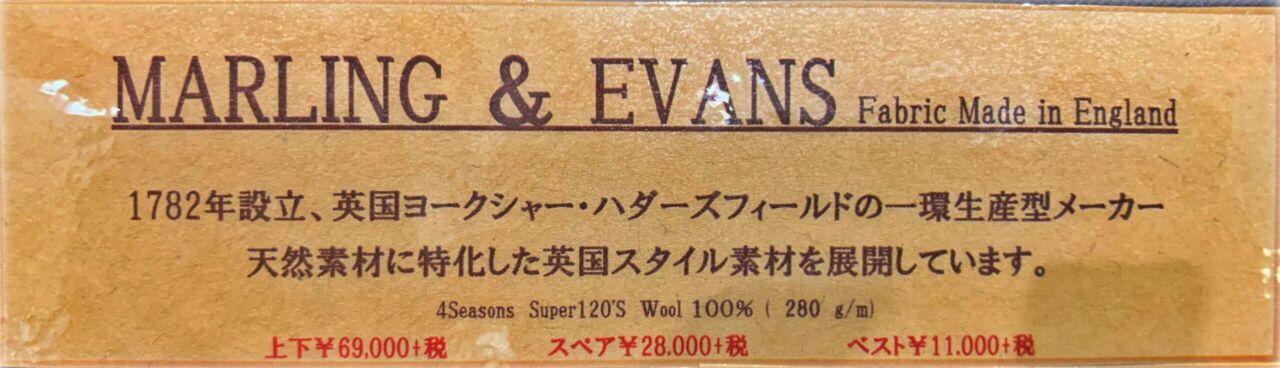 MARLING & EVANS Fabric Made in England
1782年設立、英国ヨークシャー・ハダーズフィールドの一環生産型メーカー
天然素材に特化した英国スタイル素材を展開しています。
4Seasons Super120'S Wool 100% ( 280 g/m)
上下¥69,000+税 スペア¥28.000+税 ベスト¥11.000+税